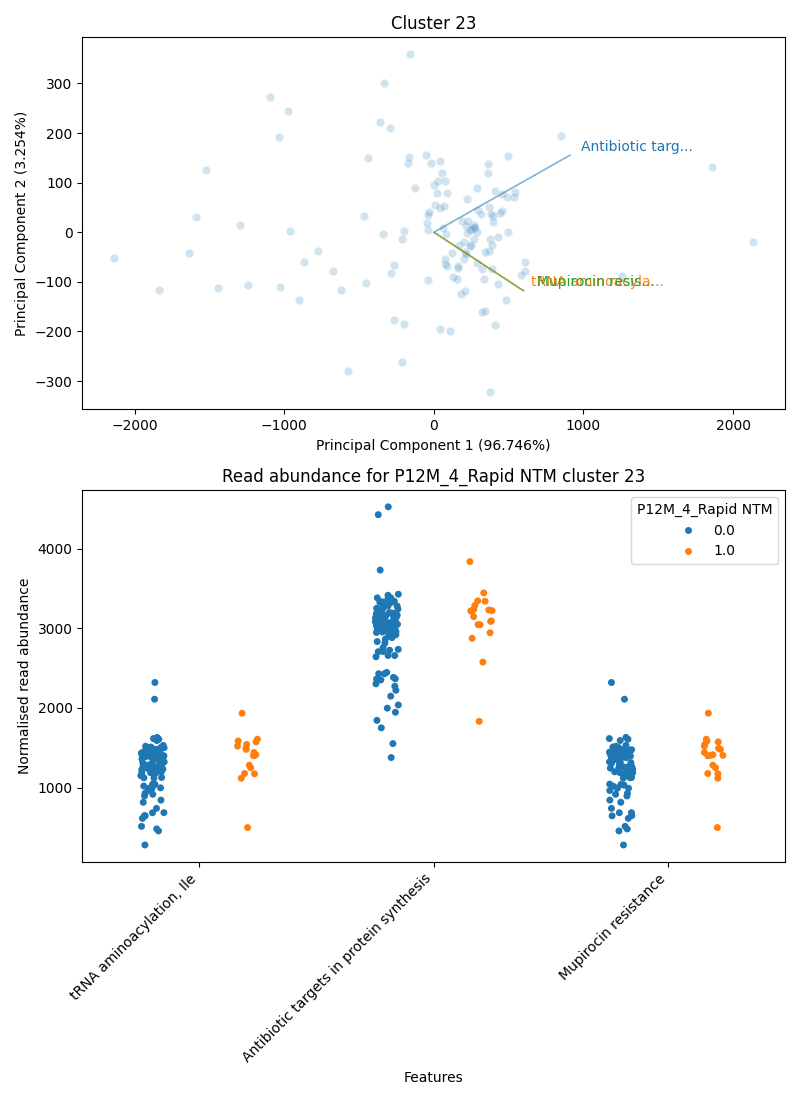 Cluster 23
300
200
100
0
−100
−200
−300
Principal Component 2 (3.254%)
Antibiotic targ...
Mupirocin resis...
−2000
−1000
0
1000
2000
Principal Component 1 (96.746%)
Read abundance for P12M_4_Rapid NTM cluster 23
P12M_4_Rapid NTM
0.0
1.0
4000
3000
2000
1000
Normalised read abundance
tRNA aminoacylation, Ile
Antibiotic targets in protein synthesis
Mupirocin resistance
Features